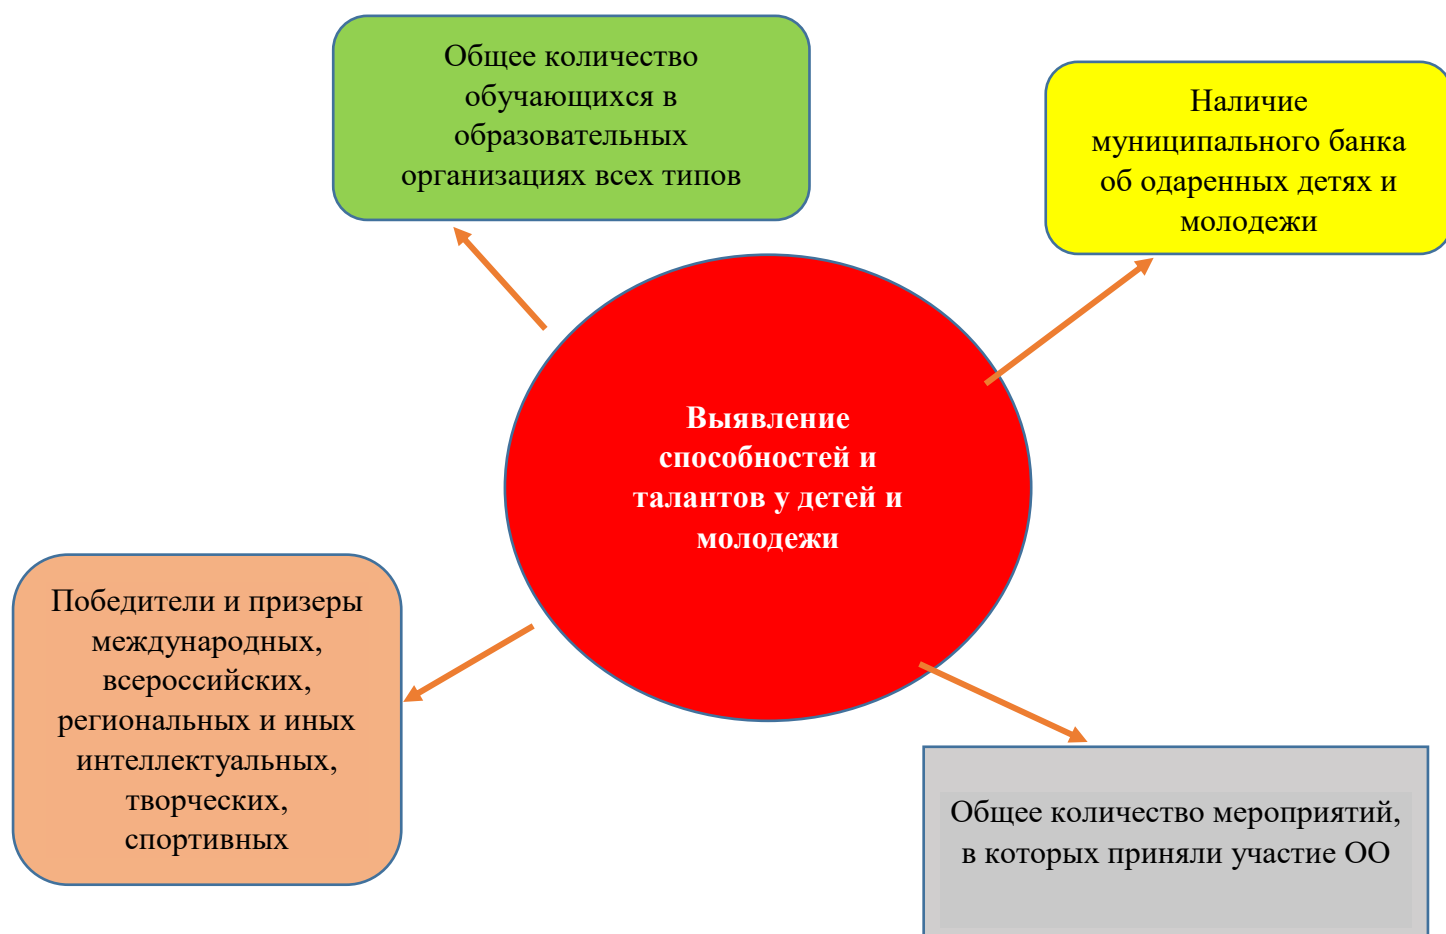 Общее количество
обучающихся в
образовательных
организациях всех типов
Наличие
муниципального банка
об одаренных детях и
молодежи
Выявление
способностей и
талантов у детей и
молодежи
Победители и призеры
международных,
всероссийских,
региональных и иных
интеллектуальных,
творческих,
спортивных
Общее количество мероприятий,
в которых приняли участие ОО